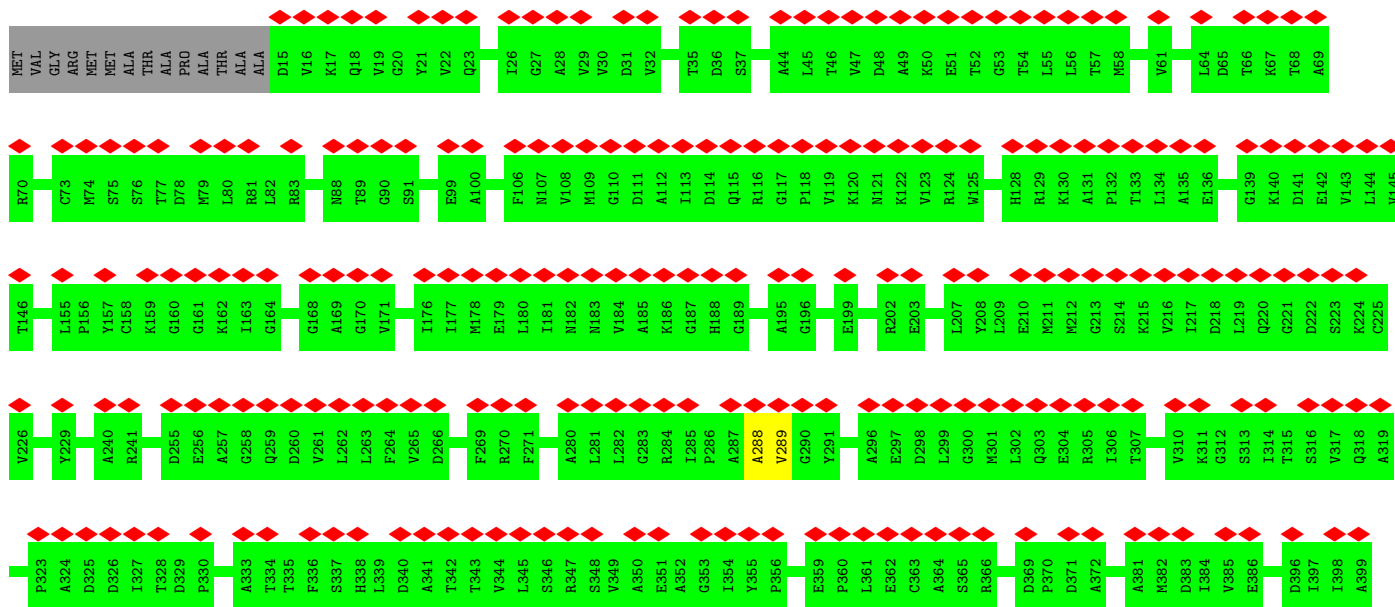 MET VAL GLY ARG MET MET ALA THR ALA PRO ALA THR ALA ALA D15 V16 K17 Q18 V19 G20 Y21 V22 Q23 I26 G27 A28 V29 V30 D31 V32 T35 D36 S37 A44 L45 T46 V47 D48 A49 K50 E51 T52 G53 T54 L55 L56 T57 M58 V61 L64 D65 T66 K67 T68 A69
R70 C73 M74 S75 S76 T77 D78 M79 L80 R81 L82 R83 N88 T89 G90 S91 E99 A100 F106 N107 V108 M109 G110 D111 A112 I113 D114 Q115 R116 G117 P118 V119 K120 N121 K122 V123 R124 W125 H128 R129 K130 A131 P132 T133 L134 A135 E136 G139 K140 D141 E142 V143 L144 V145
T146 L155 P156 Y157 C158 K159 G160 G161 K162 I163 G164 G168 A169 G170 V171 I176 I177 M178 E179 L180 I181 N182 N183 V184 A185 K186 G187 H188 G189 A195 G196 E199 R202 E203 L207 Y208 L209 E210 M211 M212 G213 S214 K215 V216 I217 D218 L219 Q220 G221 D222 S223 K224 C225
V226 Y229 A240 R241 D255 E256 A257 G258 Q259 D260 V261 L262 L263 F264 V265 D266 F269 R270 F271 A280 L281 L282 G283 R284 I285 P286 A287 A288 V289 G290 Y291 A296 E297 D298 L299 G300 M301 L302 Q303 E304 R305 I306 T307 V310 K311 G312 S313 I314 T315 S316 V317 Q318 A319
P323 A324 D325 D326 I327 T328 D329 P330 A333 T334 T335 F336 S337 H338 L339 D340 A341 T342 T343 V344 L345 S346 R347 S348 V349 A350 E351 A352 G353 I354 Y355 P356 E359 P360 L361 E362 C363 A364 S365 R366 D369 P370 D371 A372 A381 M382 D383 I384 V385 E386 D396 I397 I398 A399